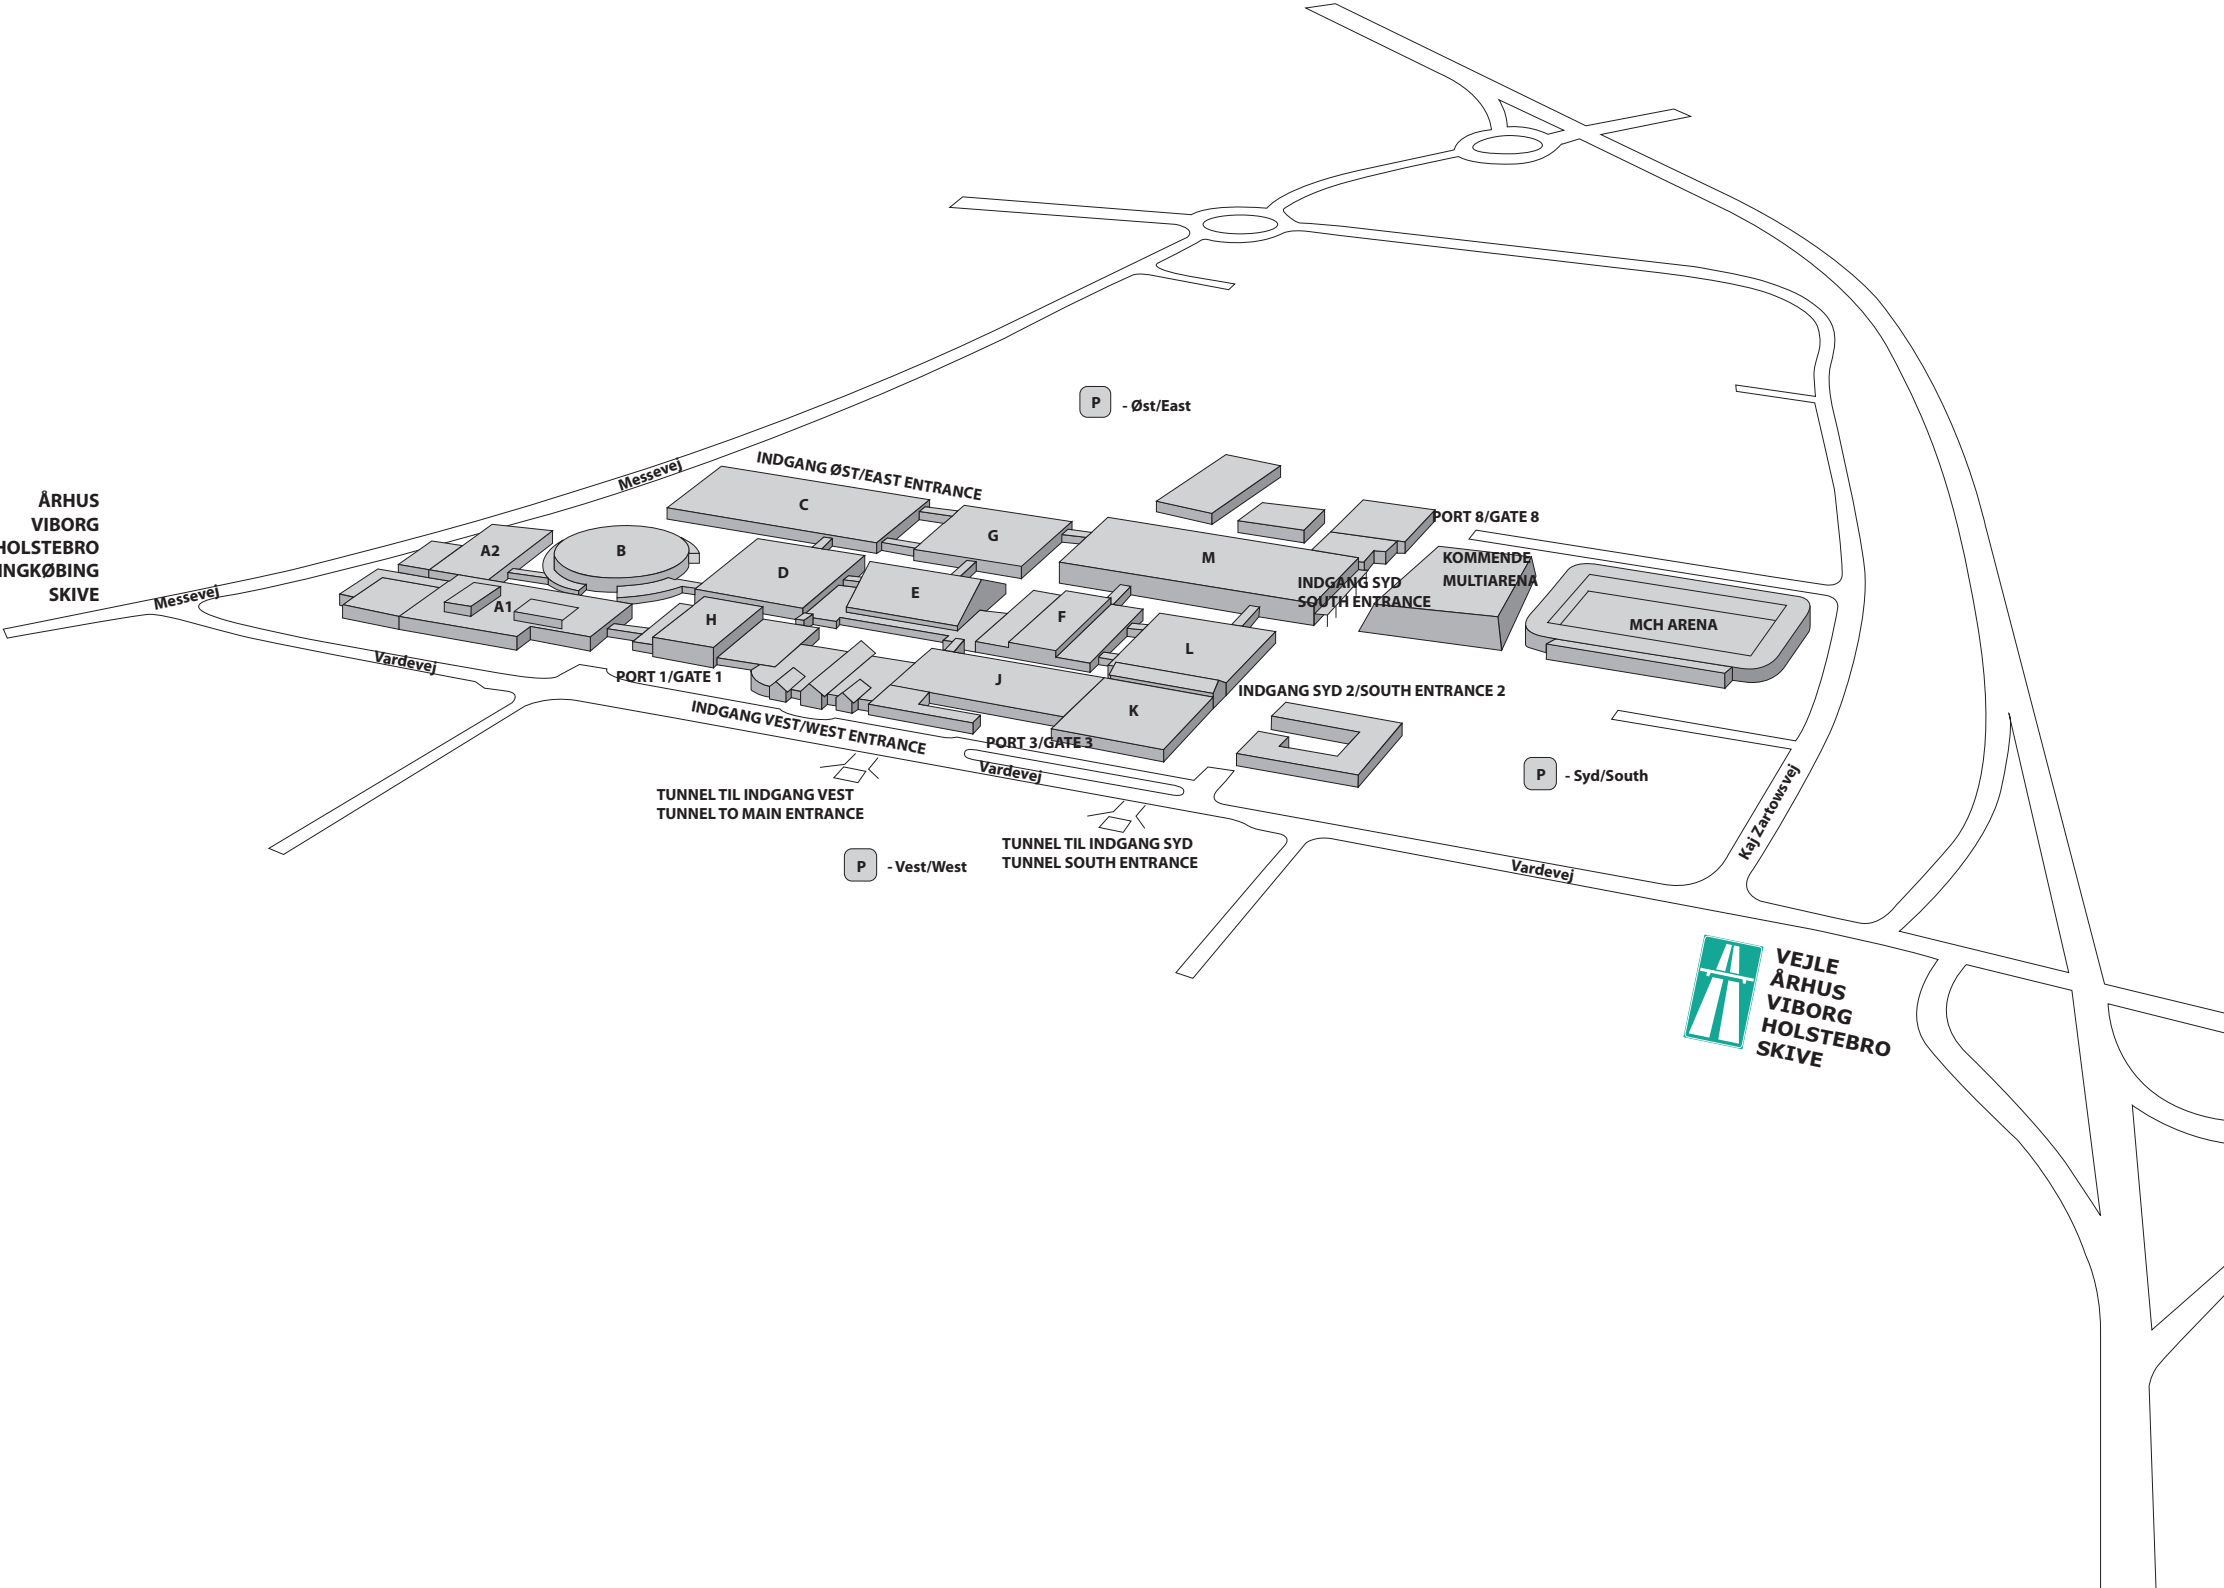 P
- Øst/East
INDGANG ØST/EAST ENTRANCE
Messevej
ÅRHUS
VIBORG
HOLSTEBRO
INGKØBING
SKIVE
Messevej
A2
B
C
G
M
D
E
A1
H
F
L
J
K
PORT 8/GATE 8
KOMMENDE
MULTIARENA
INDGANG SYD
SOUTH ENTRANCE
MCH ARENA
Vardevej
PORT 1/GATE 1
INDGANG VEST/WEST ENTRANCE
INDGANG SYD 2/SOUTH ENTRANCE 2
PORT 3/GATE 3
Vardevej
P
- Syd/South
TUNNEL TIL INDGANG VEST
TUNNEL TO MAIN ENTRANCE
TUNNEL TIL INDGANG SYD
TUNNEL SOUTH ENTRANCE
P
- Vest/West
Kaj Zartowsvej
Vardevej
VEJLE
ÅRHUS
VIBORG
HOLSTEBRO
SKIVE